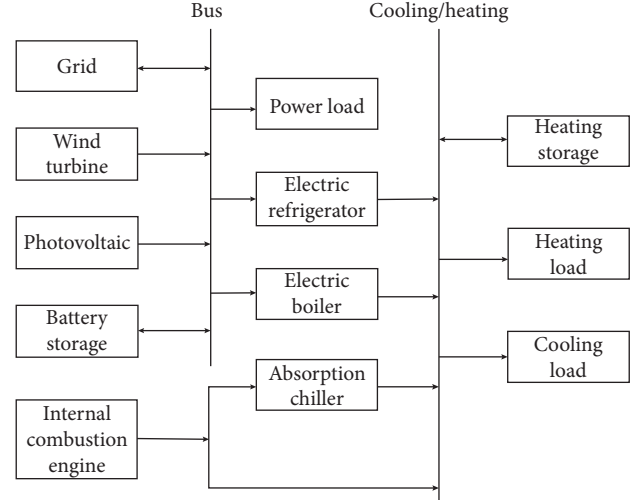 Bus
Cooling/heating
Grid
Power load
Wind
turbine
Heating
storage
Electric
refrigerator
Photovoltaic
Heating
load
Electric
boiler
Battery
storage
Cooling
load
Absorption
chiller
Internal
combustion
engine